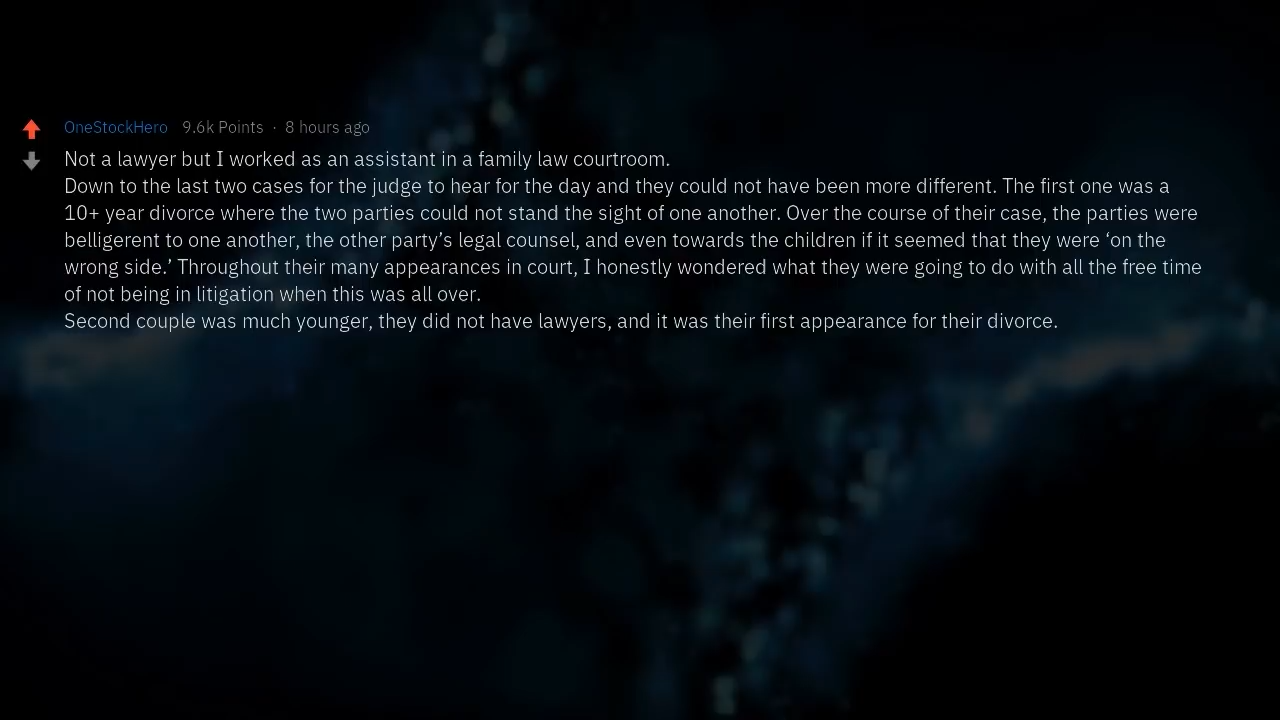 OneStockHero 9.6k Points · 8 hours ago
Not a lawyer but I worked as an assistant in a family law courtroom.
Down to the last two cases for the judge to hear for the day and they could not have been more different. The first one was a
10+ year divorce where the two parties could not stand the sight of one another. Over the course of their case, the parties were
belligerent to one another, the other party’s legal counsel, and even towards the children if it seemed that they were ‘on the
wrong side.’ Throughout their many appearances in court, I honestly wondered what they were going to do with all the free time
of not being in litigation when this was all over.
Second couple was much younger, they did not have lawyers, and it was their first appearance for their divorce.